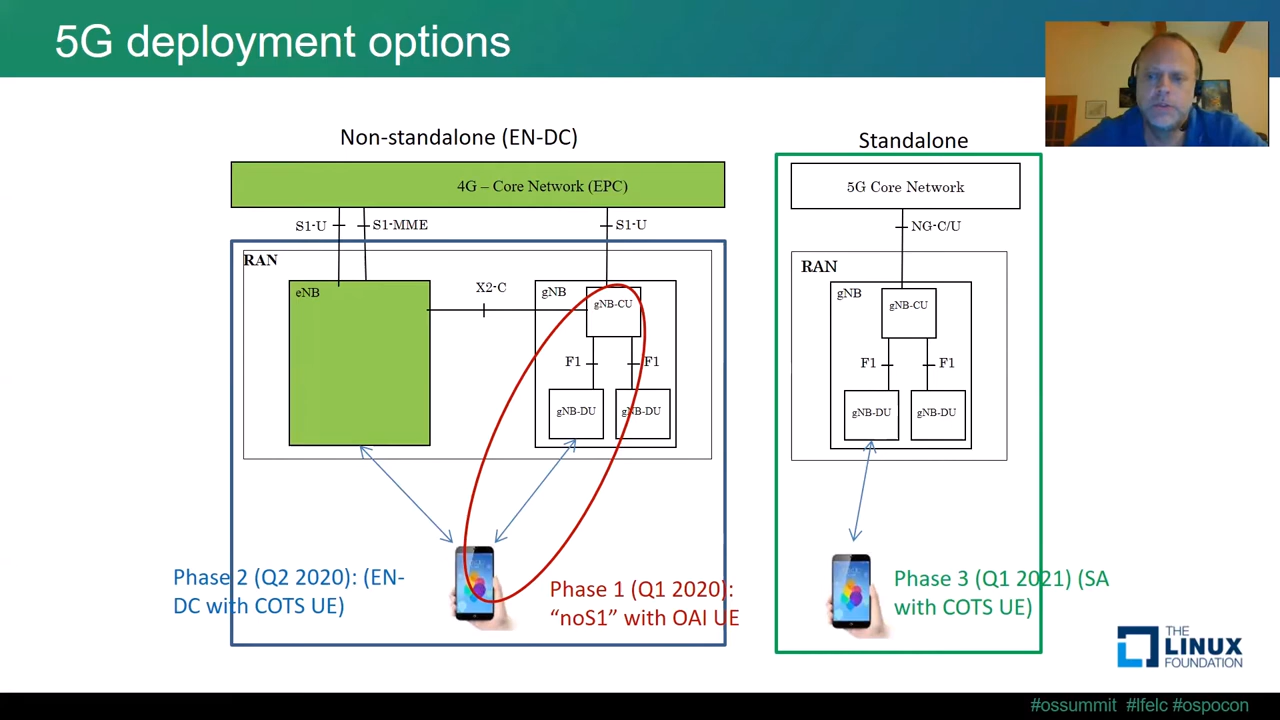 5G deployment options
Non-standalone (EN-DC)
4G – Core Network (EPC)
S1-U
S1-MME
S1-U
RAN
eNB
X2-C
gNB
gNB-CU
F1
F1
gNB-DU
gNB-DU
Phase 2 (Q2 2020): (EN-
DC with COTS UE)
Phase 1 (Q1 2020):
“noS1” with OAI UE
Standalone
5G Core Network
NG-C/U
RAN
gNB
gNB-CU
F1
F1
gNB-DU
gNB-DU
Phase 3 (Q1 2021) (SA
with COTS UE)
THE
LINUX
FOUNDATION
#ossummit #lfelc #ospocon